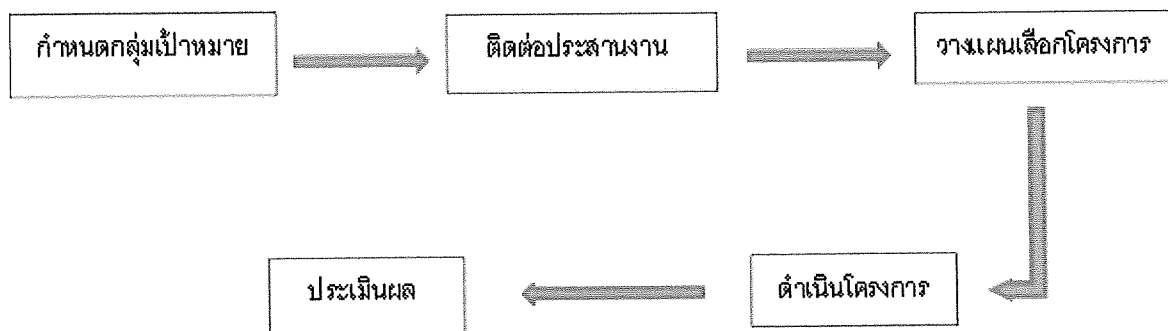 กำหนดกลุ่มเป้าหมาย
ติดต่อประสานงาน
วางแผนเลือกโครงการ
ดำเนินโครงการ
ประเมินผล